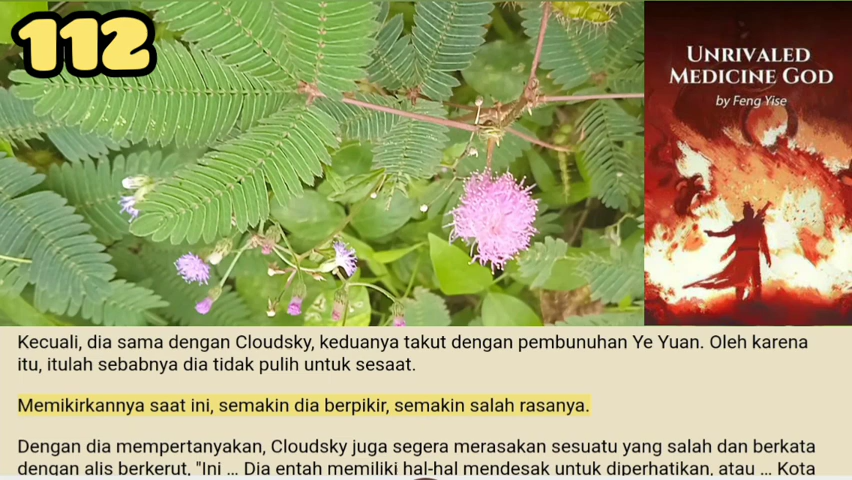 112
UNRIVALED
MEDICINE GOD
by Feng Yise
Kecuali, dia sama dengan Cloudsky, keduanya takut dengan pembunuhan Ye Yuan. Oleh karena
itu, itulah sebabnya dia tidak pulih untuk sesaat.
Memikirkannya saat ini, semakin dia berpikir, semakin salah rasanya.
Dengan dia mempertanyakan, Cloudsky juga segera merasakan sesuatu yang salah dan berkata
dengan alis berkerut, "Ini ... Dia entah memiliki hal-hal mendesak untuk diperhatikan, atau ... Kota